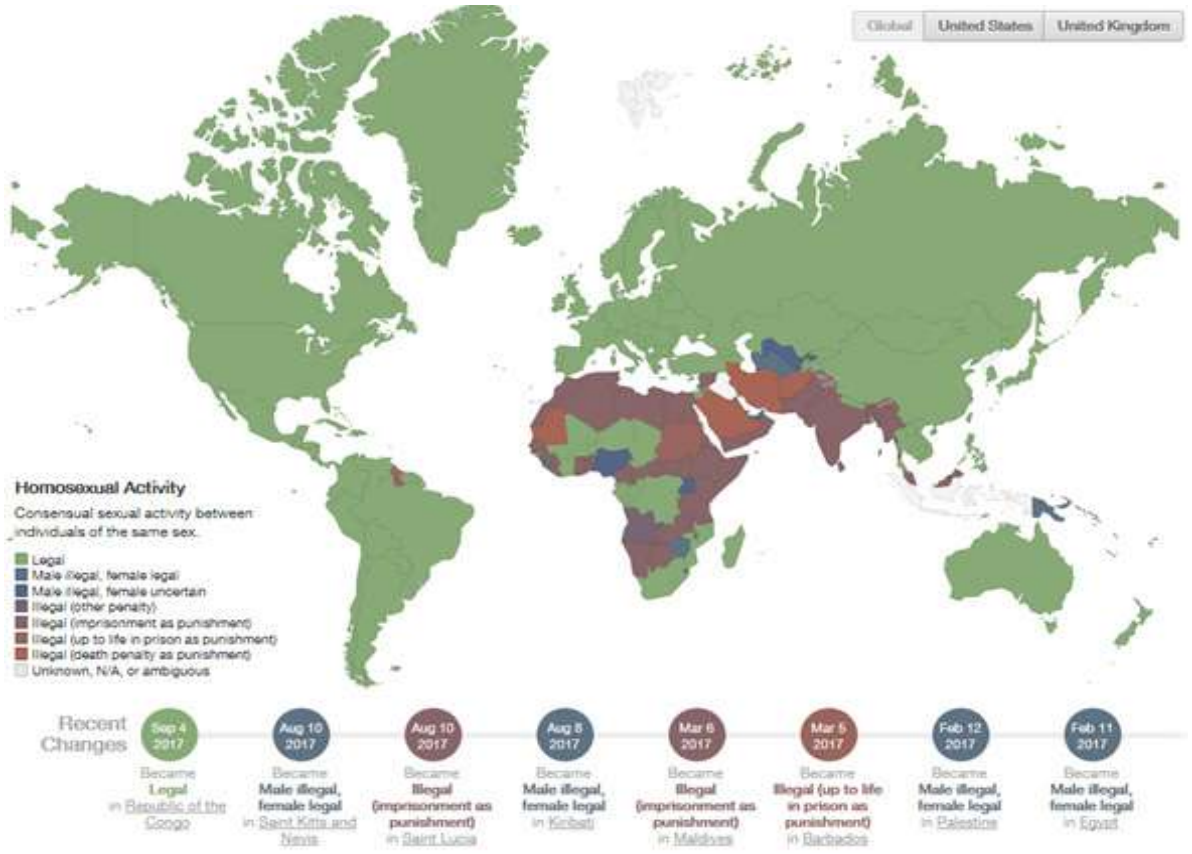 Global United States United Kingdom
Homosexual Activity
Consensual sexual activity between
individuals of the same sex.
Legal
Male illegal, female legal
Male illegal, female uncertain
Illegal (other penalty)
Illegal (imprisonment as punishment)
Illegal (up to life in prison as punishment)
Illegal (death penalty as punishment)
Unknown, N/A, or ambiguous
Recent
Changes
Sep 4
2017
Became
Legal
in Republic of the
Congo
Aug 10
2017
Became
Male illegal,
female legal
in Saint Kitts and
Nevis
Aug 10
2017
Became
Illegal
(imprisonment as
punishment)
in Saint Lucia
Aug 8
2017
Became
Male illegal,
female legal
in Kiribati
Mar 6
2017
Became
Illegal
(imprisonment as
punishment)
in Maldives
Mar 5
2017
Became
Illegal (up to life
in prison as
punishment)
in Barbados
Feb 12
2017
Became
Male illegal,
female legal
in Palestine
Feb 11
2017
Became
Male illegal,
female legal
in Egypt